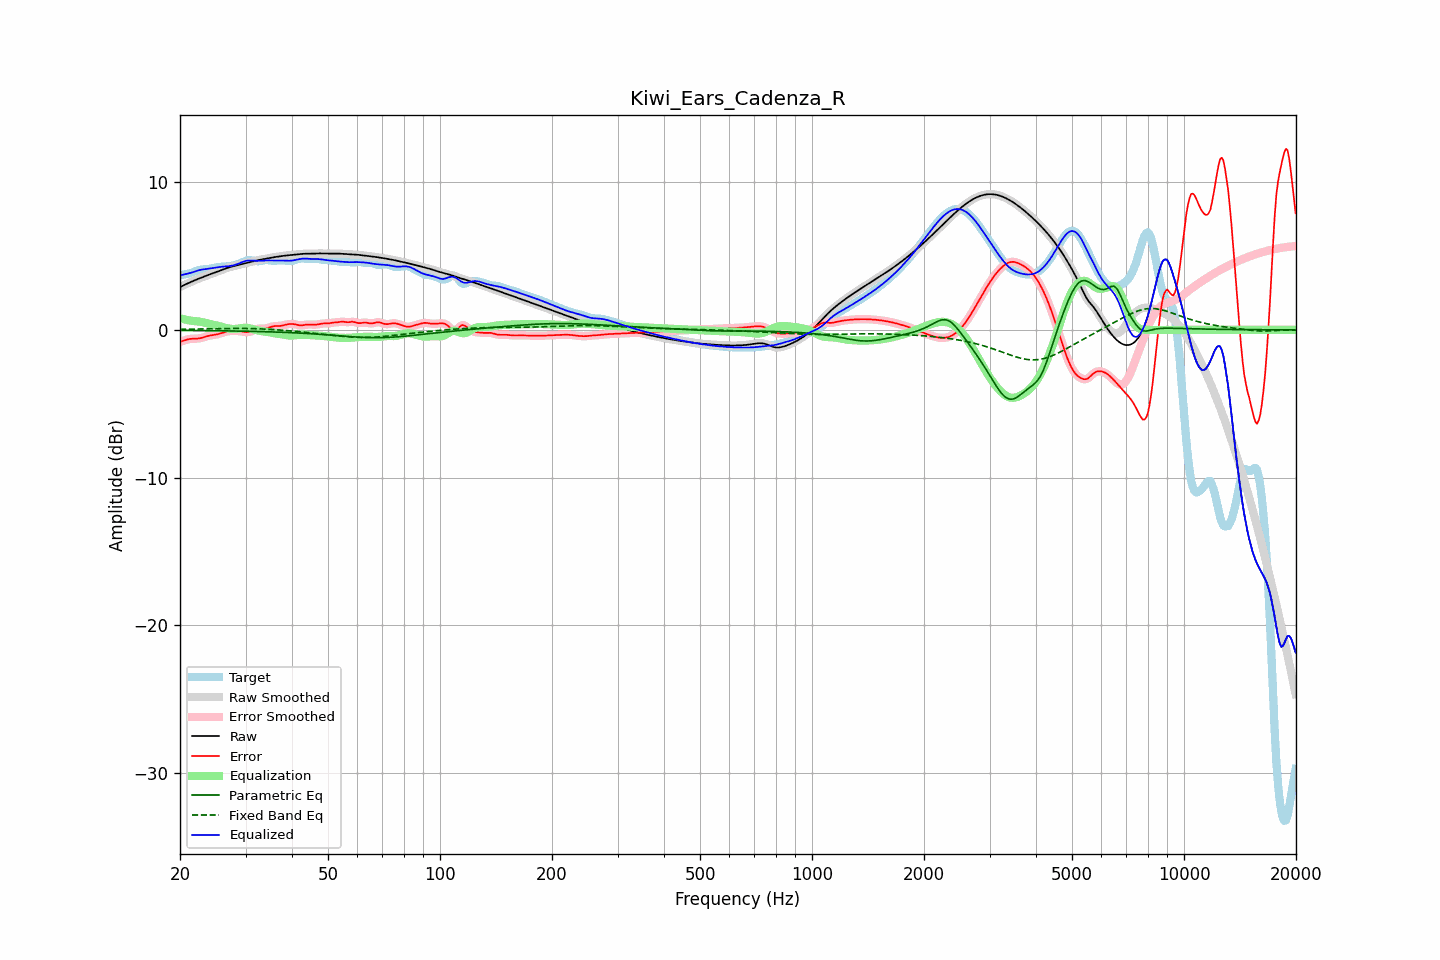 Kiwi_Ears_Cadenza_R
10
0
−10
−20
−30
Amplitude (dBr)
Target
Raw Smoothed
Error Smoothed
Raw
Error
Equalization
Parametric Eq
Fixed Band Eq
Equalized
20 50 100 200 500 1000 2000 5000 10000 20000
Frequency (Hz)